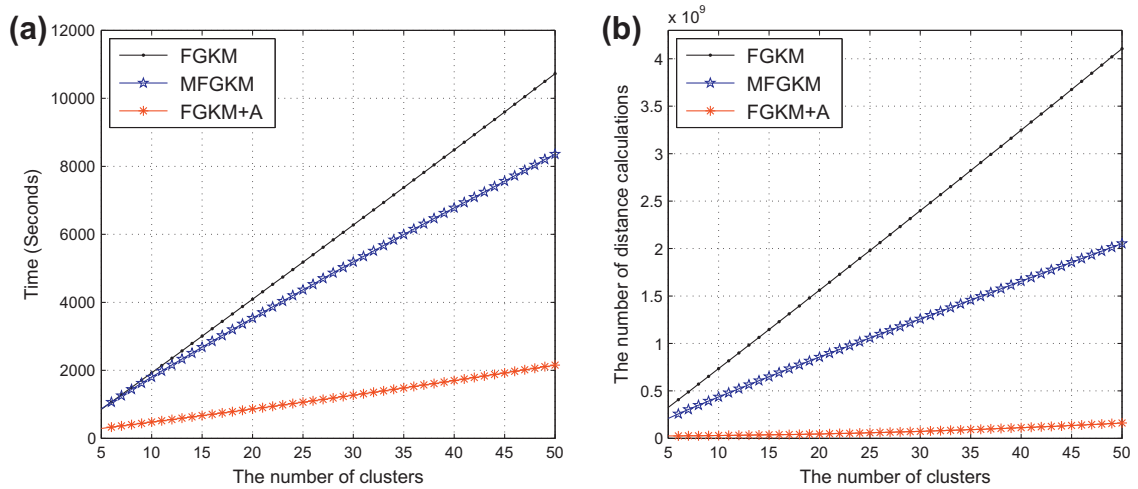 (a)
12000
10000
8000
6000
4000
2000
0
Time (Seconds)
FGKM
MFGKM
FGKM+A
5 10 15 20 25 30 35 40 45 50
The number of clusters
(b)
x 10^9
4
3.5
3
2.5
2
1.5
1
0.5
0
The number of distance calculations
FGKM
MFGKM
FGKM+A
5 10 15 20 25 30 35 40 45 50
The number of clusters